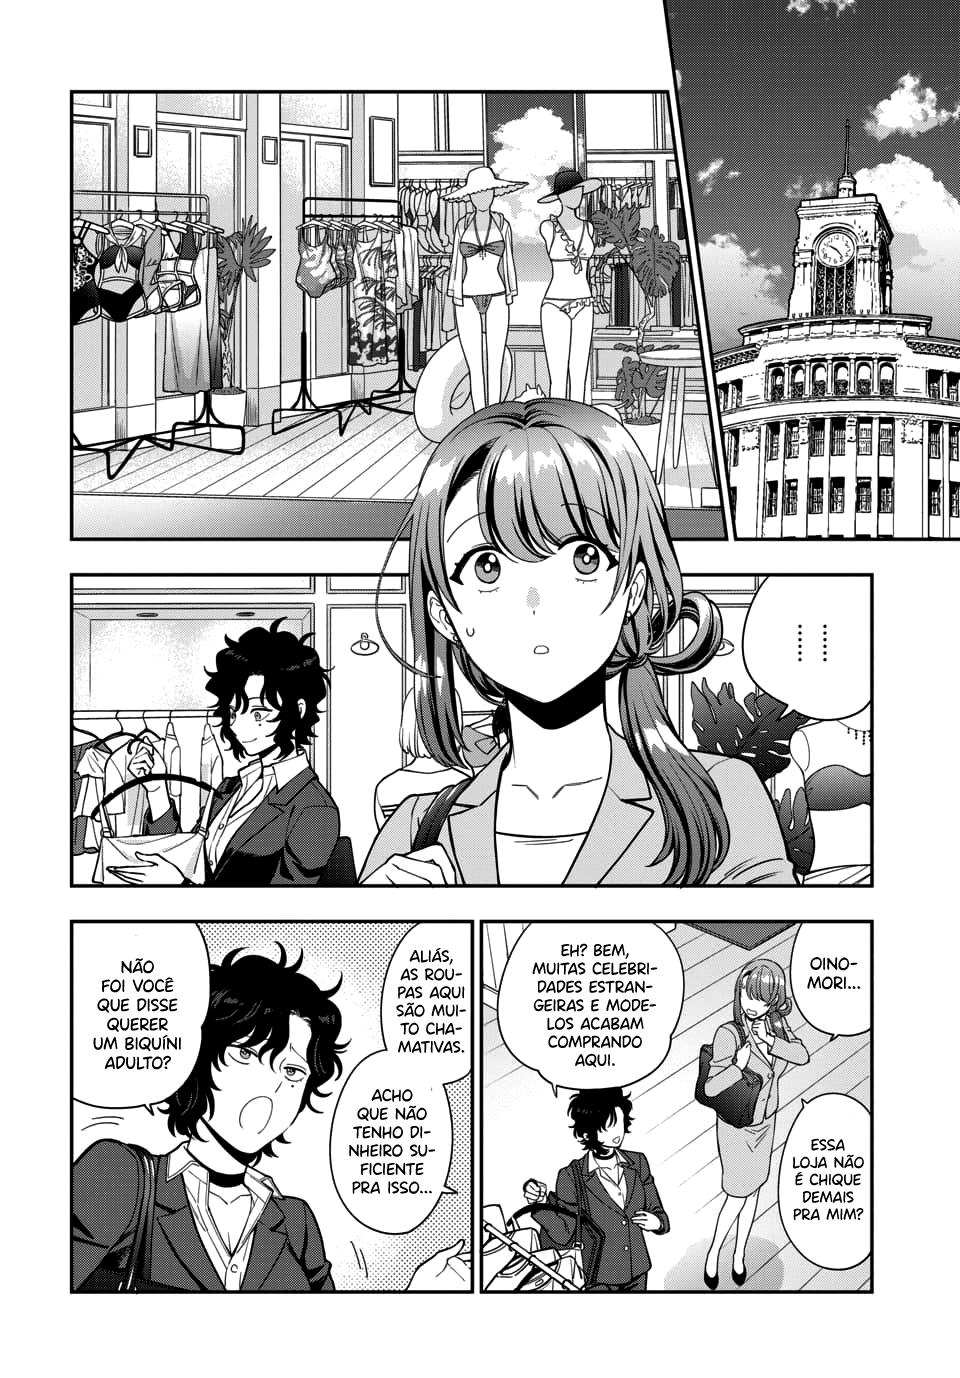 ......
OINO-
MORI...
ESSA
LOJA NÃO
É CHIQUE
DEMAIS
PRA MIM?
EH? BEM,
MUITAS CELEBRI-
DADES ESTRAN-
GEIRAS E MODE-
LOS ACABAM
COMPRANDO
AQUI.
ALIÁS,
AS ROU-
PAS AQUI
SÃO MUI-
TO CHA-
MATIVAS.
ACHO
QUE NÃO
TENHO DI-
NHEIRO SU-
FICIENTE
PRA ISSO...
NÃO
FOI VOCÊ
QUE DISSE
QUERER
UM BIQUÍNI
ADULTO?